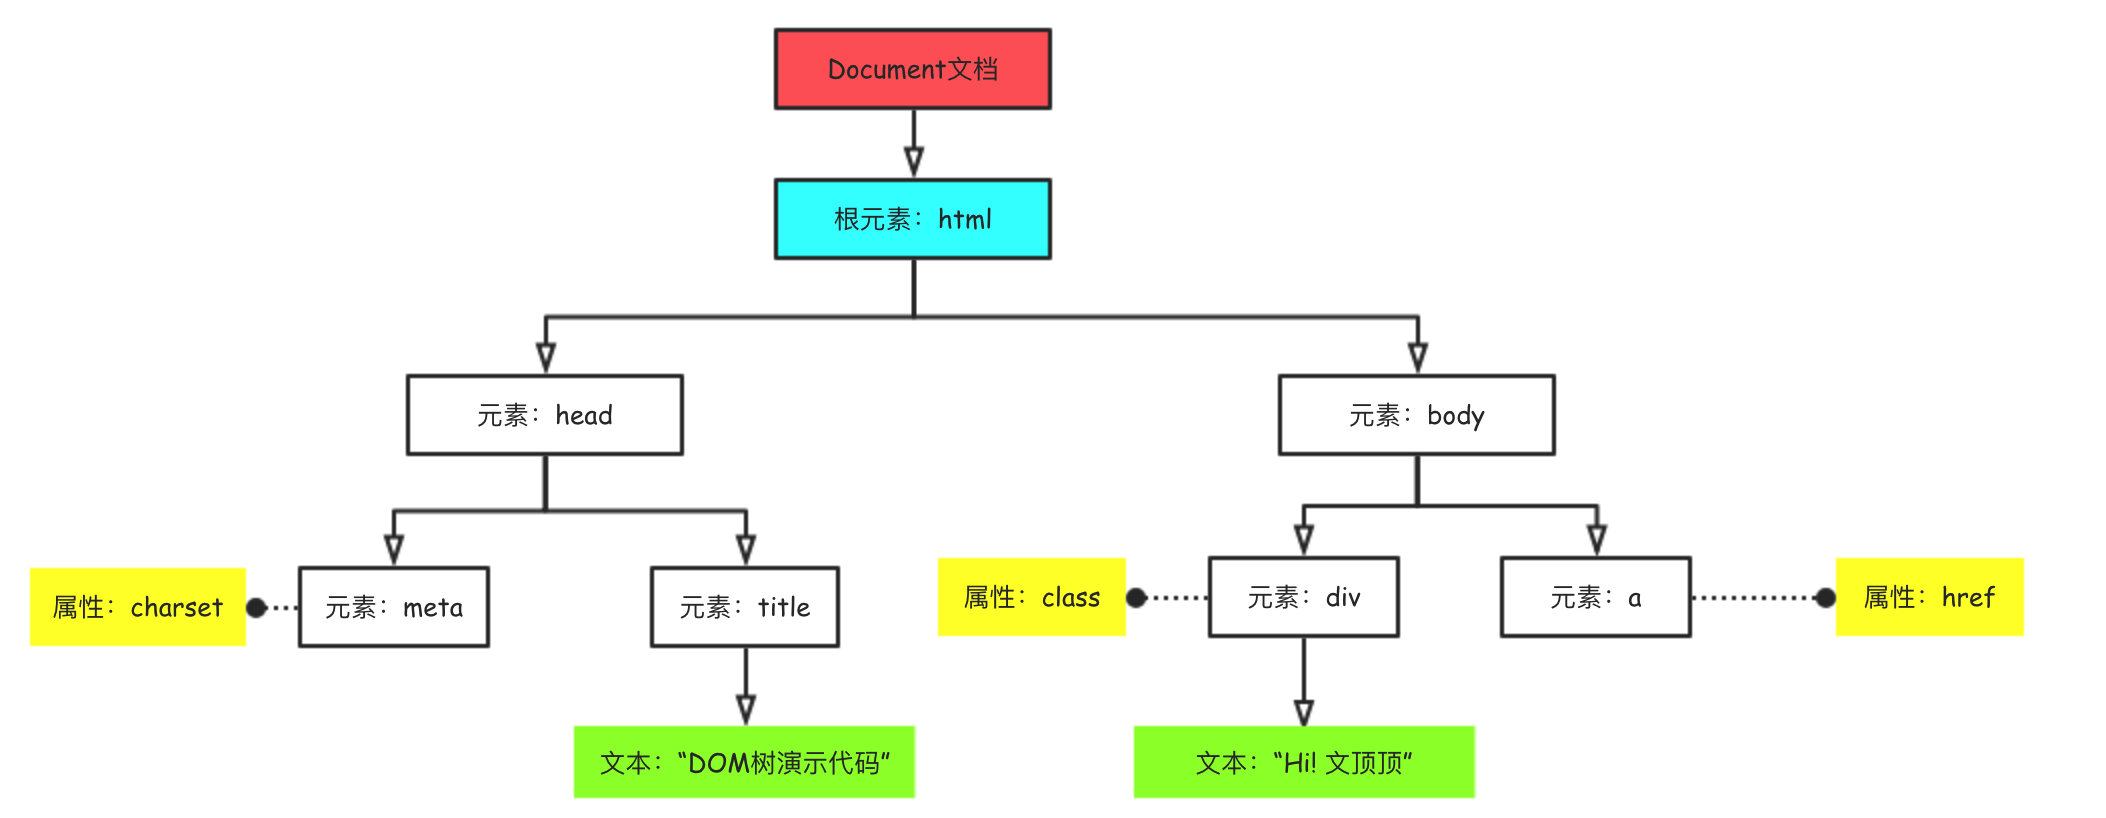 Document文档
根元素：html
元素：head
元素：body
属性：charset
元素：meta
元素：title
属性：class
元素：div
元素：a
属性：href
文本：“DOM树演示代码”
文本：“Hi! 文顶顶”